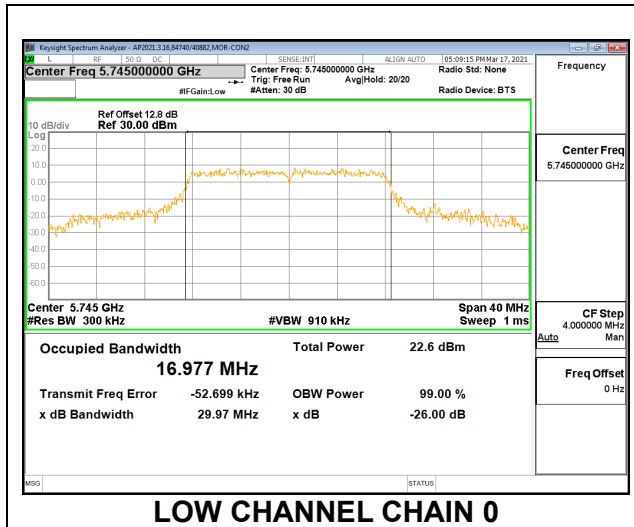 Keysight Spectrum Analyzer - AP2021.3.16,84740/40882,MOR-CON2
L RF 50 Ω DC SENSE:INT ALIGN AUTO 05:09:15 PM Mar 17, 2021
Center Freq 5.745000000 GHz
Center Freq: 5.745000000 GHz
Radio Std: None
Trig: Free Run Avg|Hold: 20/20
#IFGain:Low #Atten: 30 dB Radio Device: BTS
Ref Offset 12.8 dB
10 dB/div Ref 30.00 dBm
Log
20.0
10.0
0.00
-10.0
-20.0
-30.0
-40.0
-50.0
-60.0
Center 5.745 GHz Span 40 MHz
#Res BW 300 kHz #VBW 910 kHz Sweep 1 ms
Occupied Bandwidth Total Power 22.6 dBm
16.977 MHz
Transmit Freq Error -52.699 kHz OBW Power 99.00 %
x dB Bandwidth 29.97 MHz x dB -26.00 dB
MSG STATUS
Frequency
Center Freq
5.745000000 GHz
CF Step
4.000000 MHz
Auto Man
Freq Offset
0 Hz
LOW CHANNEL CHAIN 0